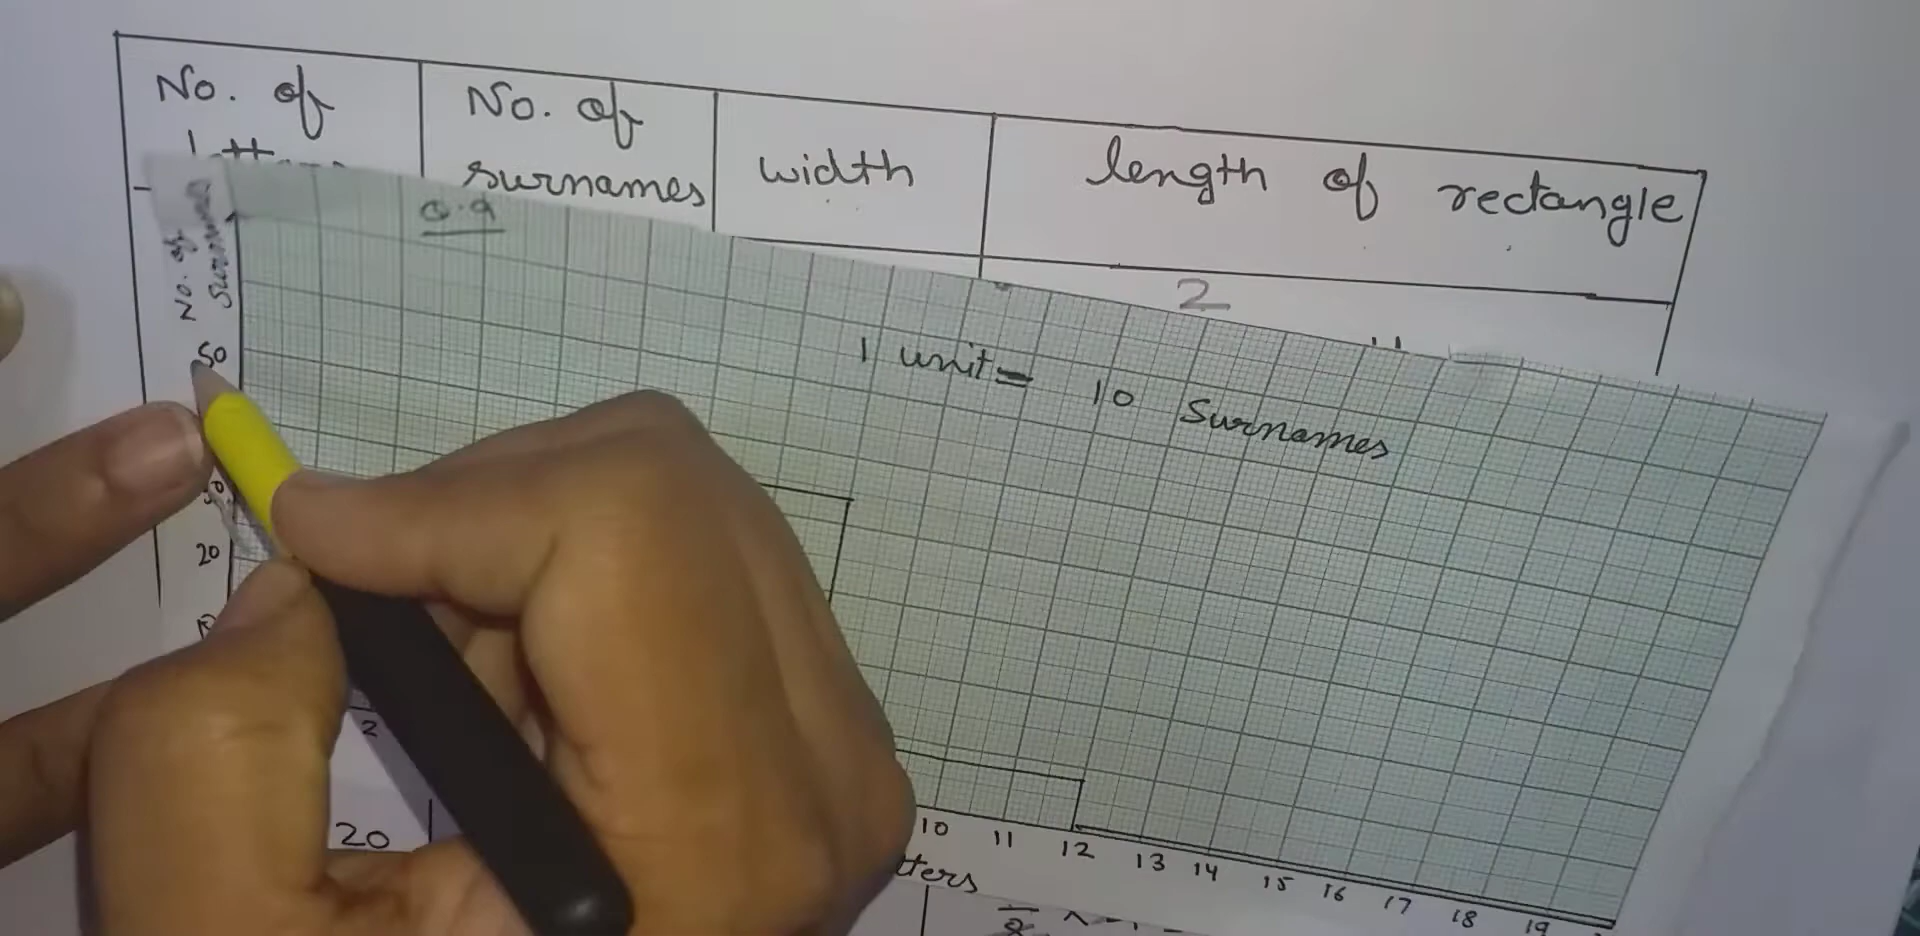 No. of
No. of
surnames
width
length of rectangle
Q.9
No. of
Surnames
2
1 unit = 10 Surnames
50
20
10
2
20
10 11 12 13 14 15 16 17 18 19